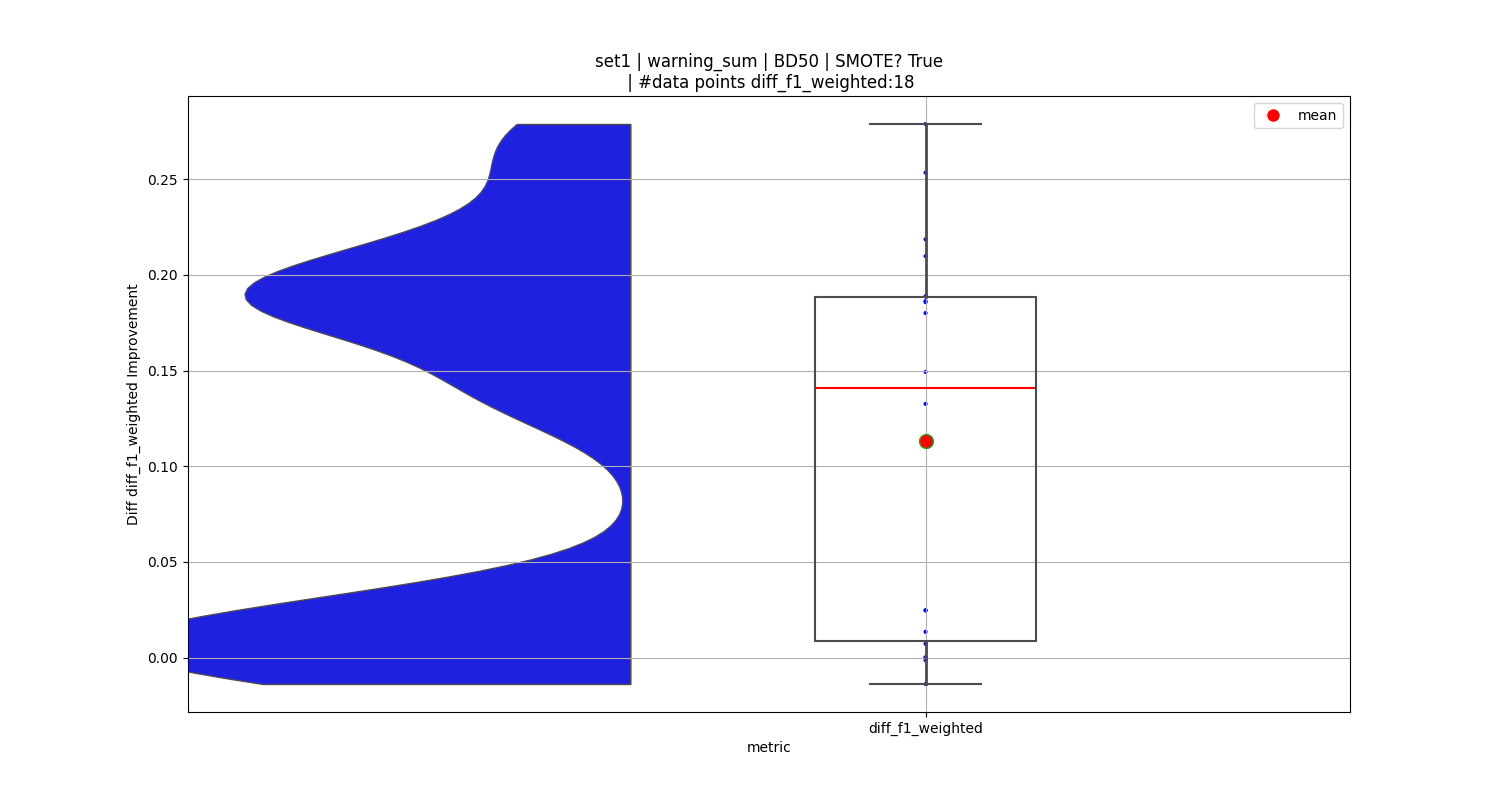 set1 | warning_sum | BD50 | SMOTE? True
| #data points diff_f1_weighted:18
mean
0.25
0.20
0.15
0.10
0.05
0.00
Diff diff_f1_weighted Improvement
diff_f1_weighted
metric